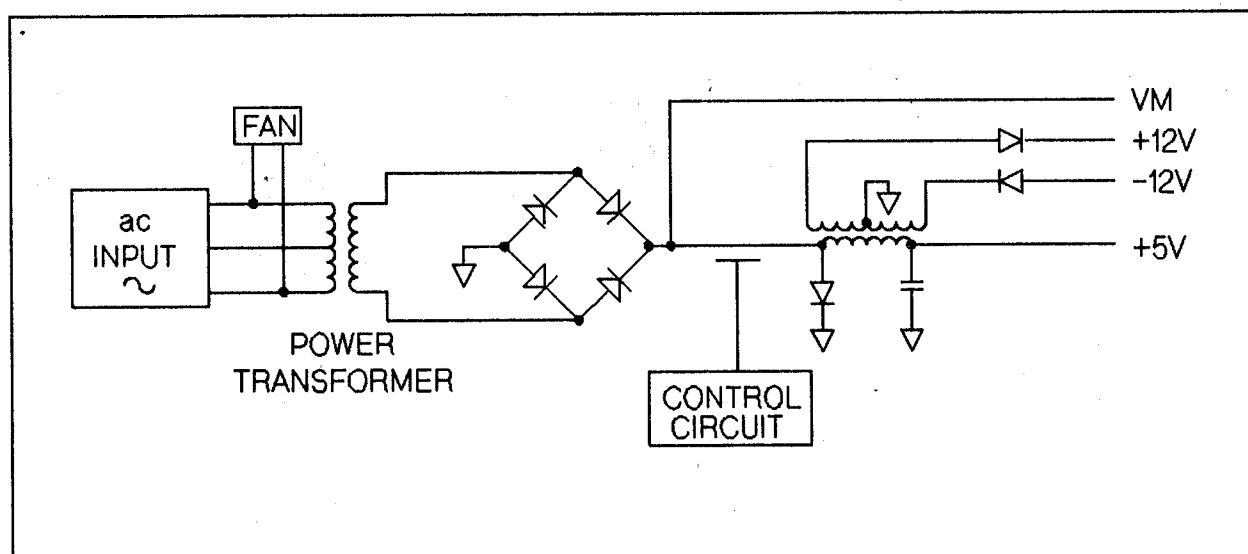 FAN
ac
INPUT
POWER
TRANSFORMER
CONTROL
CIRCUIT
VM
+12V
-12V
+5V